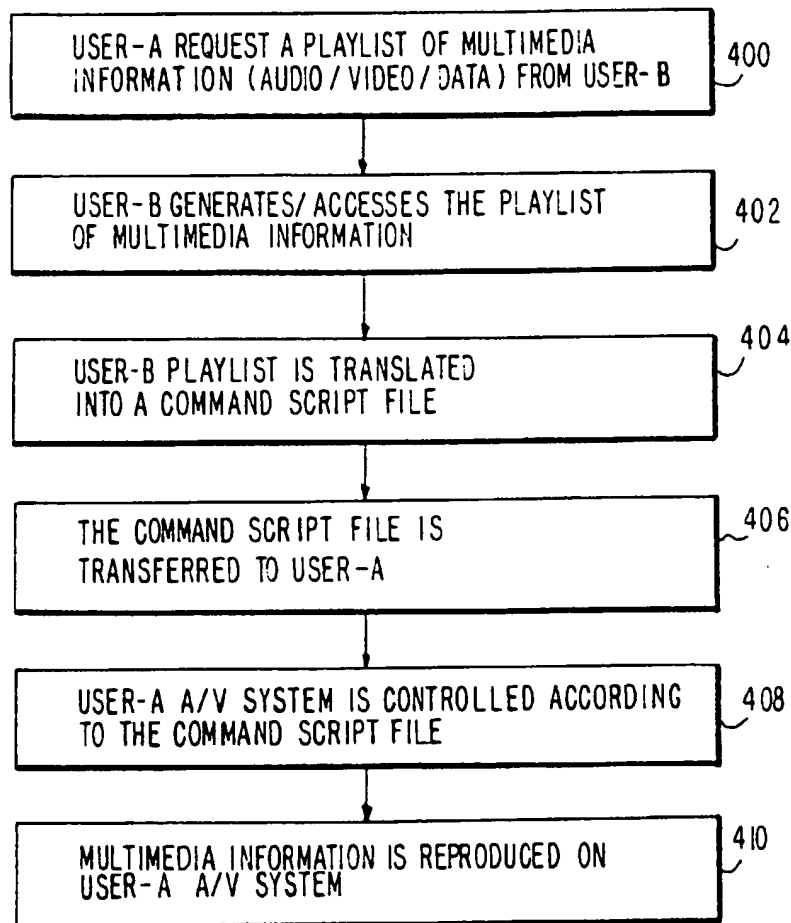 USER-A REQUEST A PLAYLIST OF MULTIMEDIA
INFORMATION (AUDIO/VIDEO/DATA) FROM USER-B
400
USER-B GENERATES/ACCESSES THE PLAYLIST
OF MULTIMEDIA INFORMATION
402
USER-B PLAYLIST IS TRANSLATED
INTO A COMMAND SCRIPT FILE
404
THE COMMAND SCRIPT FILE IS
TRANSFERRED TO USER-A
406
USER-A A/V SYSTEM IS CONTROLLED ACCORDING
TO THE COMMAND SCRIPT FILE
408
MULTIMEDIA INFORMATION IS REPRODUCED ON
USER-A A/V SYSTEM
410